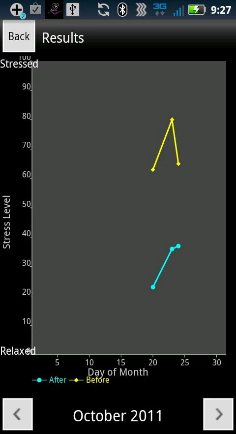 3G 9:27
Back Results
100
Stressed
90
80
70
60
50
40
30
20
10
Relaxed
Stress Level
5 10 15 20 25 30
Day of Month
After Before
October 2011